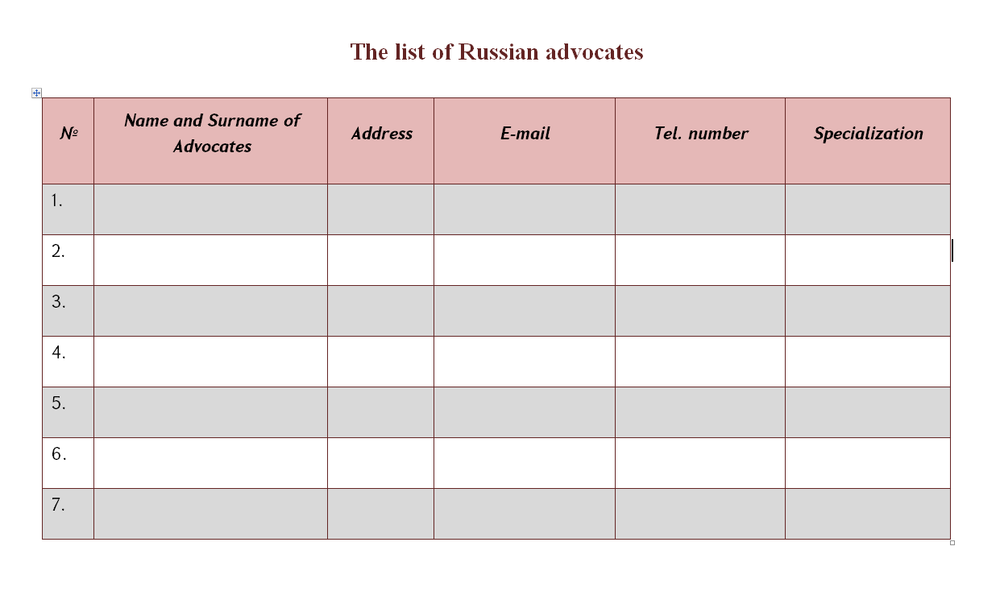 The list of Russian advocates
№
Name and Surname of
Advocates
Address
E-mail
Tel. number
Specialization
1.
2.
3.
4.
5.
6.
7.